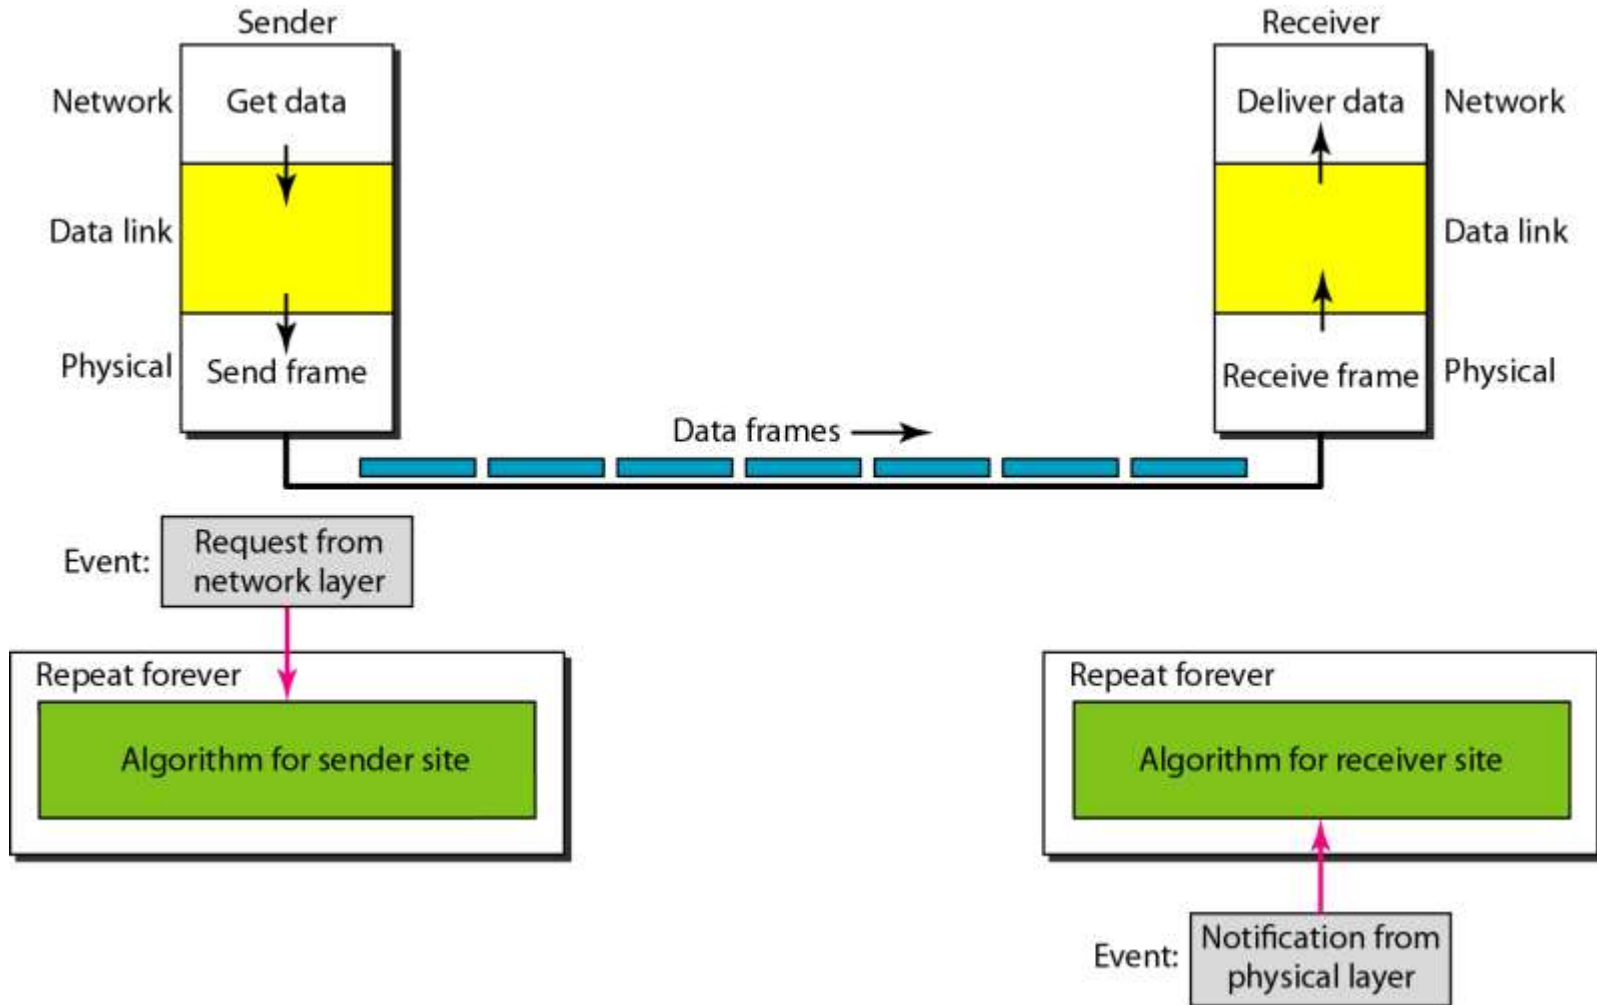 Sender
Receiver
Network
Get data
Deliver data
Network
Data link
Data link
Physical
Send frame
Receive frame
Physical
Data frames
Event:
Request from
network layer
Repeat forever
Repeat forever
Algorithm for sender site
Algorithm for receiver site
Event:
Notification from
physical layer